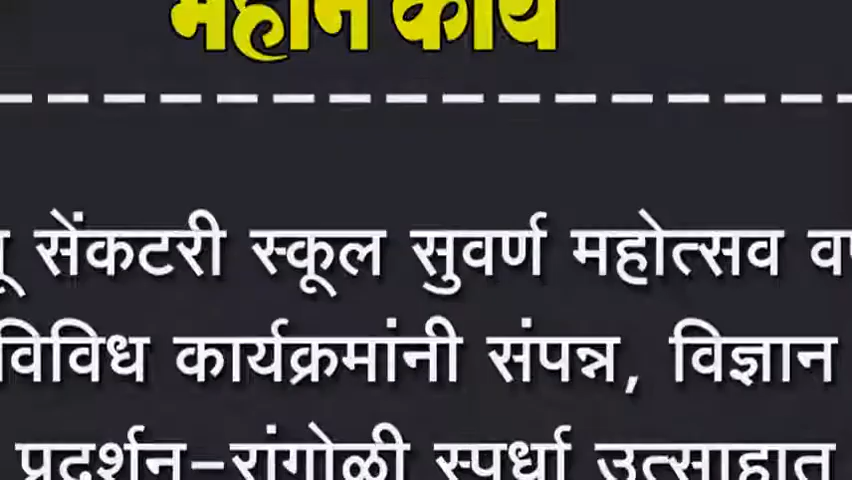 महान कार्य
सेंकटरी स्कूल सुवर्ण महोत्सव
विविध कार्यक्रमांनी संपन्न, विज्ञान
प्रदर्शन-रांगोळी स्पर्धा उत्साहात